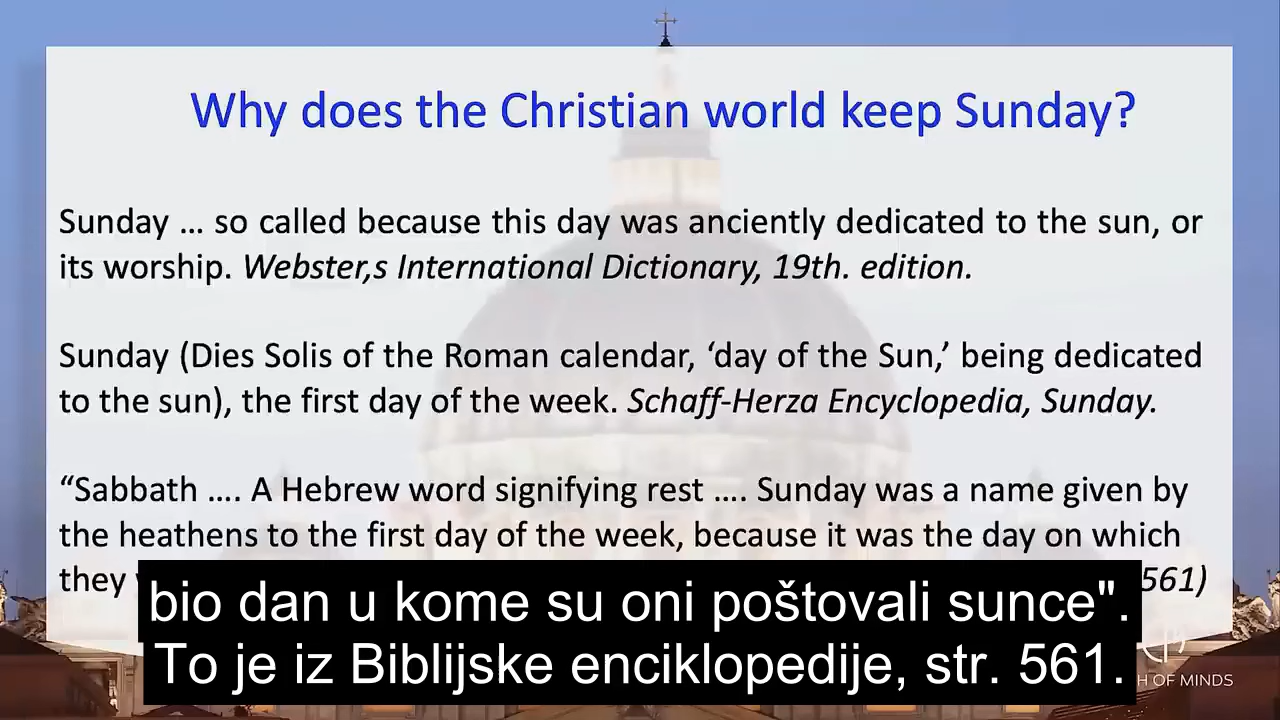 Why does the Christian world keep Sunday?
Sunday ... so called because this day was anciently dedicated to the sun, or
its worship. Webster,s International Dictionary, 19th. edition.
Sunday (Dies Solis of the Roman calendar, ‘day of the Sun,’ being dedicated
to the sun), the first day of the week. Schaff-Herza Encyclopedia, Sunday.
“Sabbath .... A Hebrew word signifying rest .... Sunday was a name given by
the heathens to the first day of the week, because it was the day on which
they 561)
bio dan u kome su oni poštovali sunce".
To je iz Biblijske enciklopedije, str. 561.
OF MINDS